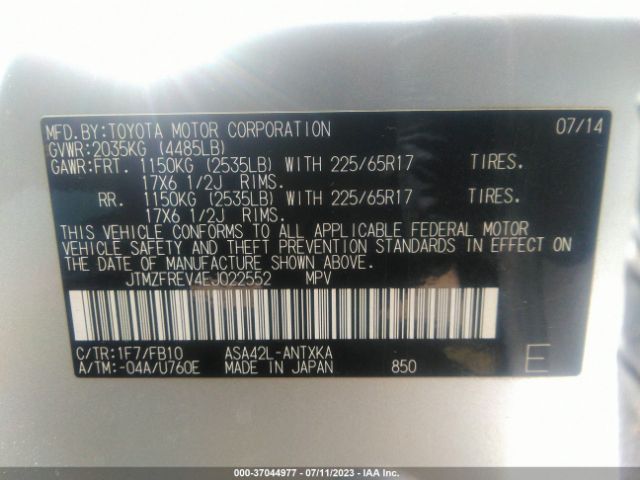 MFD.BY:TOYOTA MOTOR CORPORATION 07/14
GVWR:2035KG (4485LB)
GAWR:FRT. 1150KG (2535LB) WITH 225/65R17 TIRES.
17X6 1/2J RIMS.
RR. 1150KG (2535LB) WITH 225/65R17 TIRES.
17X6 1/2J RIMS.
THIS VEHICLE CONFORMS TO ALL APPLICABLE FEDERAL MOTOR
VEHICLE SAFETY AND THEFT PREVENTION STANDARDS IN EFFECT ON
THE DATE OF MANUFACTURE SHOWN ABOVE.
JTMZFREV4EJ022552 MPV
C/TR:1F7/FB10 ASA42L-ANTXKA
A/TM:-04A/U760E MADE IN JAPAN 850 E
000-37044977 - 07/11/2023 - IAA Inc.